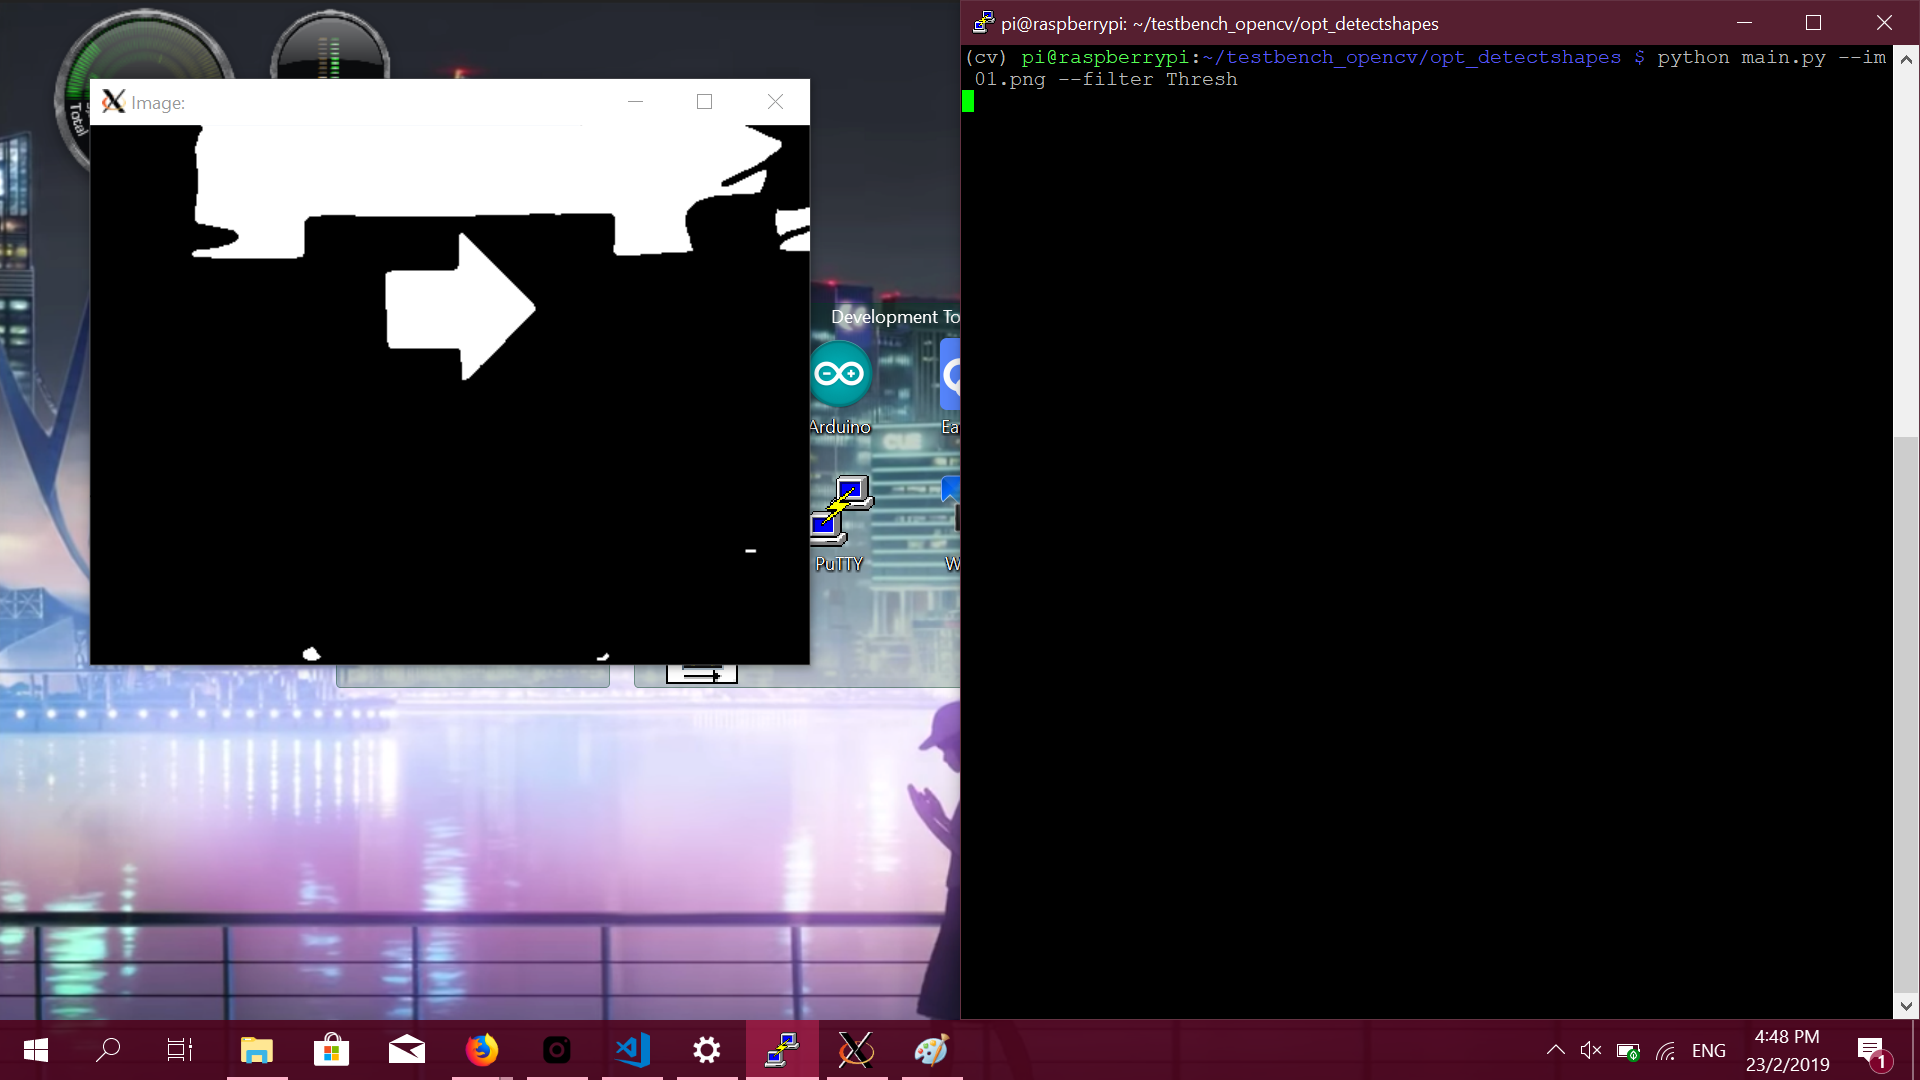 pi@raspberrypi: ~/testbench_opencv/opt_detectshapes
(cv) pi@raspberrypi:~/testbench_opencv/opt_detectshapes $ python main.py --im
01.png --filter Thresh
Total
Image:
Development To
Arduino
Ea
PuTTY
W
ENG
4:48 PM
23/2/2019
1